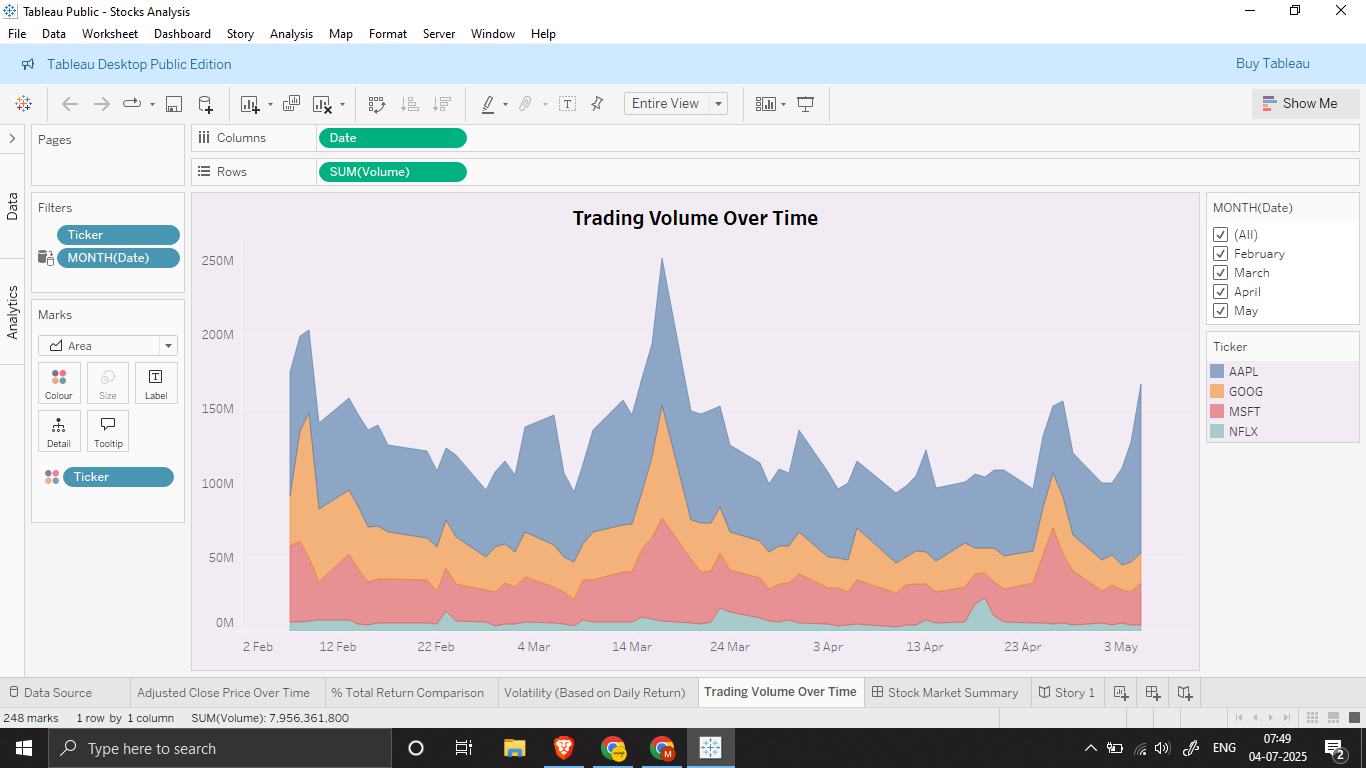 Tableau Public - Stocks Analysis
File Data Worksheet Dashboard Story Analysis Map Format Server Window Help
Tableau Desktop Public Edition Buy Tableau
Entire View Show Me
Data
Analytics
Pages
Columns Date
Rows SUM(Volume)
Filters
Ticker
MONTH(Date)
Marks
Area
Colour Size Label
Detail Tooltip
Ticker
Trading Volume Over Time
250M
200M
150M
100M
50M
0M
2 Feb 12 Feb 22 Feb 4 Mar 14 Mar 24 Mar 3 Apr 13 Apr 23 Apr 3 May
MONTH(Date)
(All)
February
March
April
May
Ticker
AAPL
GOOG
MSFT
NFLX
Data Source Adjusted Close Price Over Time % Total Return Comparison Volatility (Based on Daily Return) Trading Volume Over Time Stock Market Summary Story 1
248 marks 1 row by 1 column SUM(Volume): 7,956,361,800
Type here to search
ENG
07:49
04-07-2025
2